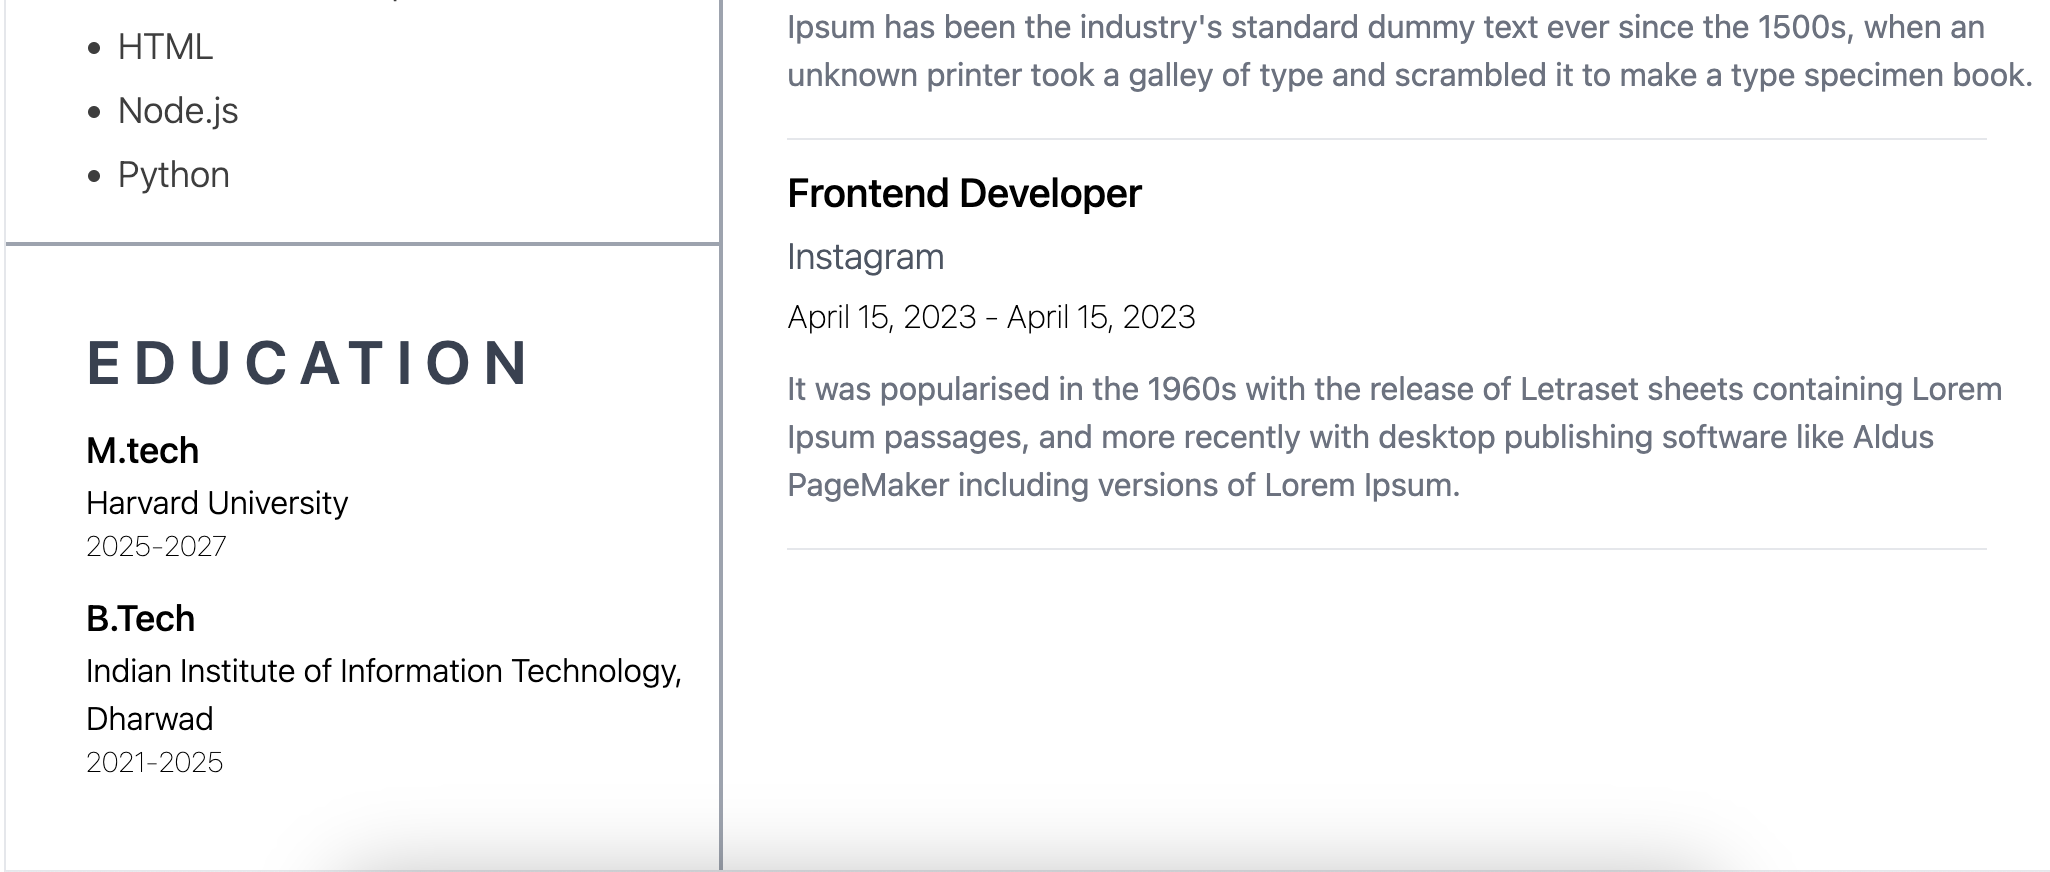 HTML
Node.js
Python
EDUCATION
M.tech
Harvard University
2025-2027
B.Tech
Indian Institute of Information Technology,
Dharwad
2021-2025
Ipsum has been the industry's standard dummy text ever since the 1500s, when an
unknown printer took a galley of type and scrambled it to make a type specimen book.
Frontend Developer
Instagram
April 15, 2023 - April 15, 2023
It was popularised in the 1960s with the release of Letraset sheets containing Lorem
Ipsum passages, and more recently with desktop publishing software like Aldus
PageMaker including versions of Lorem Ipsum.